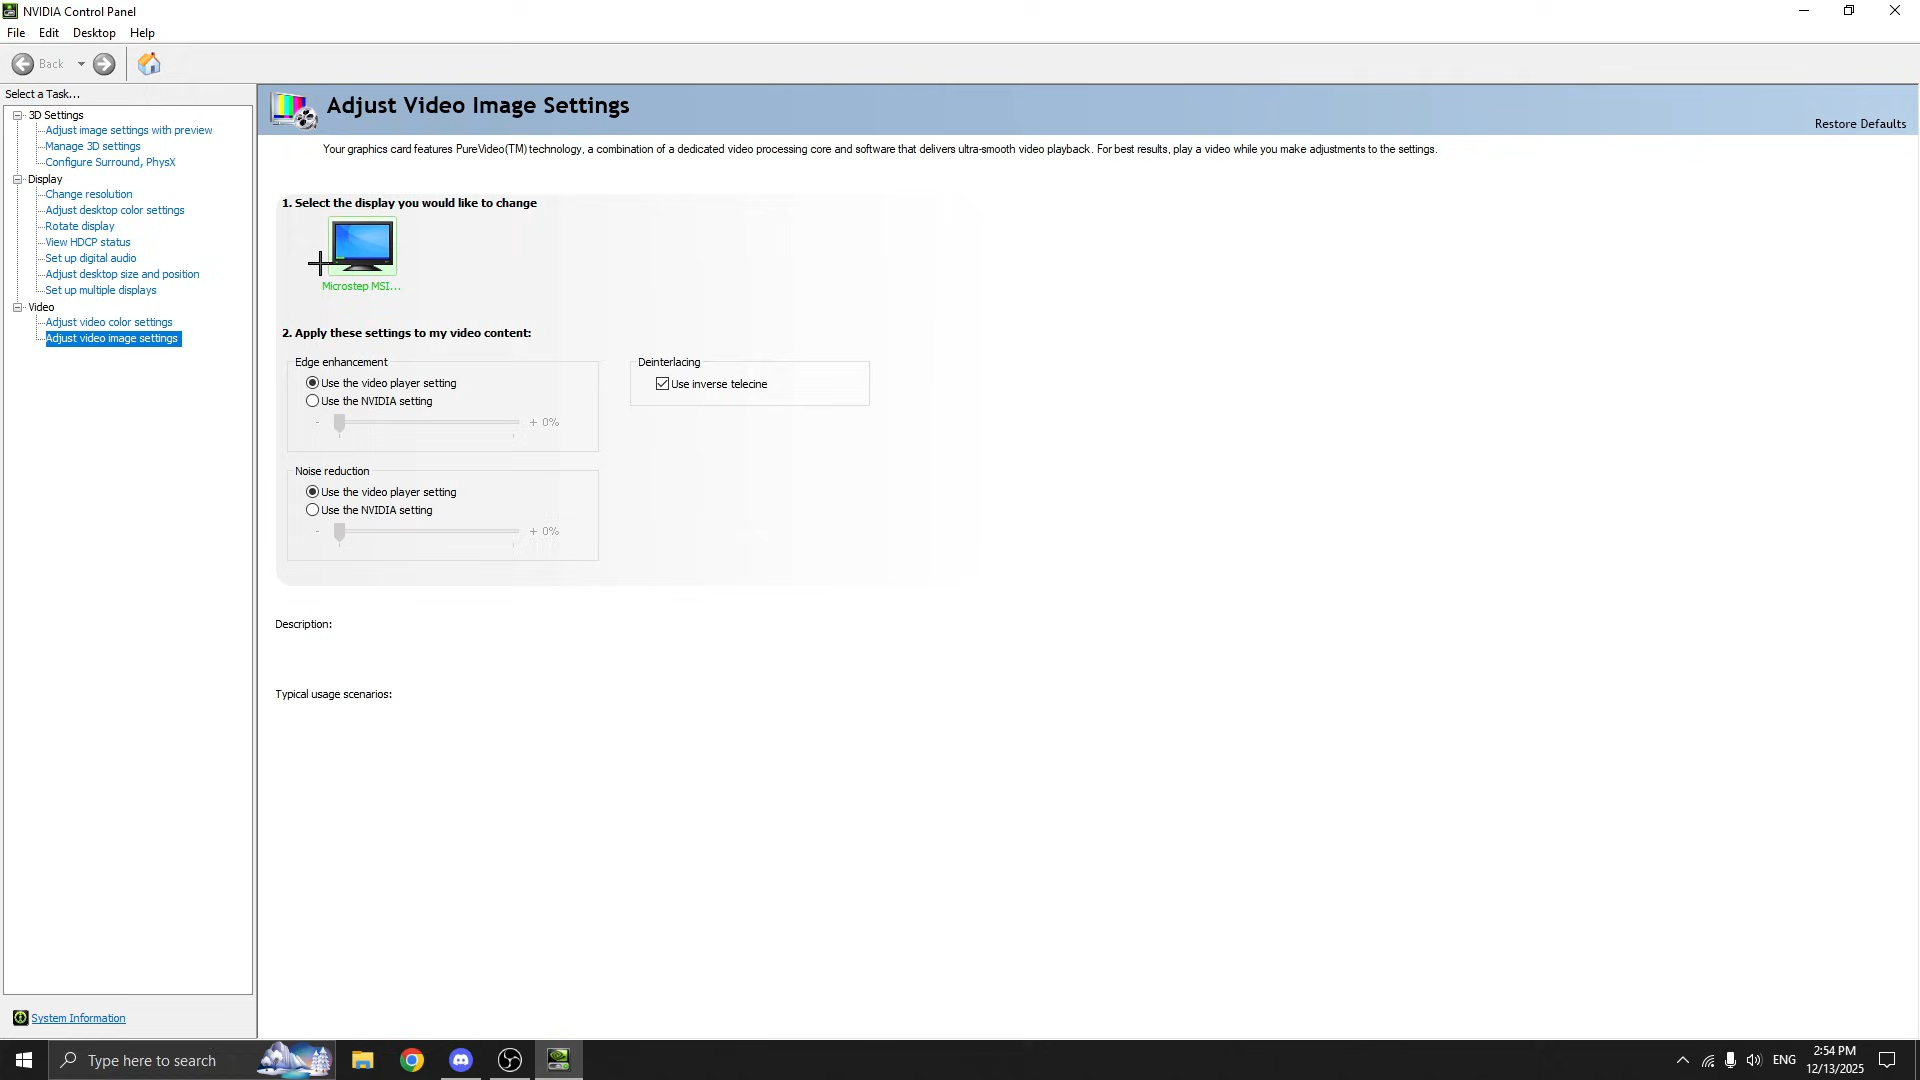 NVIDIA Control Panel
File Edit Desktop Help
Back
Select a Task...
3D Settings
Adjust image settings with preview
Manage 3D settings
Configure Surround, PhysX
Display
Change resolution
Adjust desktop color settings
Rotate display
View HDCP status
Set up digital audio
Adjust desktop size and position
Set up multiple displays
Video
Adjust video color settings
Adjust video image settings
System Information
Adjust Video Image Settings
Restore Defaults
Your graphics card features PureVideo(TM) technology, a combination of a dedicated video processing core and software that delivers ultra-smooth video playback. For best results, play a video while you make adjustments to the settings.
1. Select the display you would like to change
Microstep MSI...
2. Apply these settings to my video content:
Edge enhancement
Use the video player setting
Use the NVIDIA setting
- + 0%
Noise reduction
Use the video player setting
Use the NVIDIA setting
- + 0%
Deinterlacing
Use inverse telecine
Description:
Typical usage scenarios:
Type here to search
ENG
2:54 PM
12/13/2025